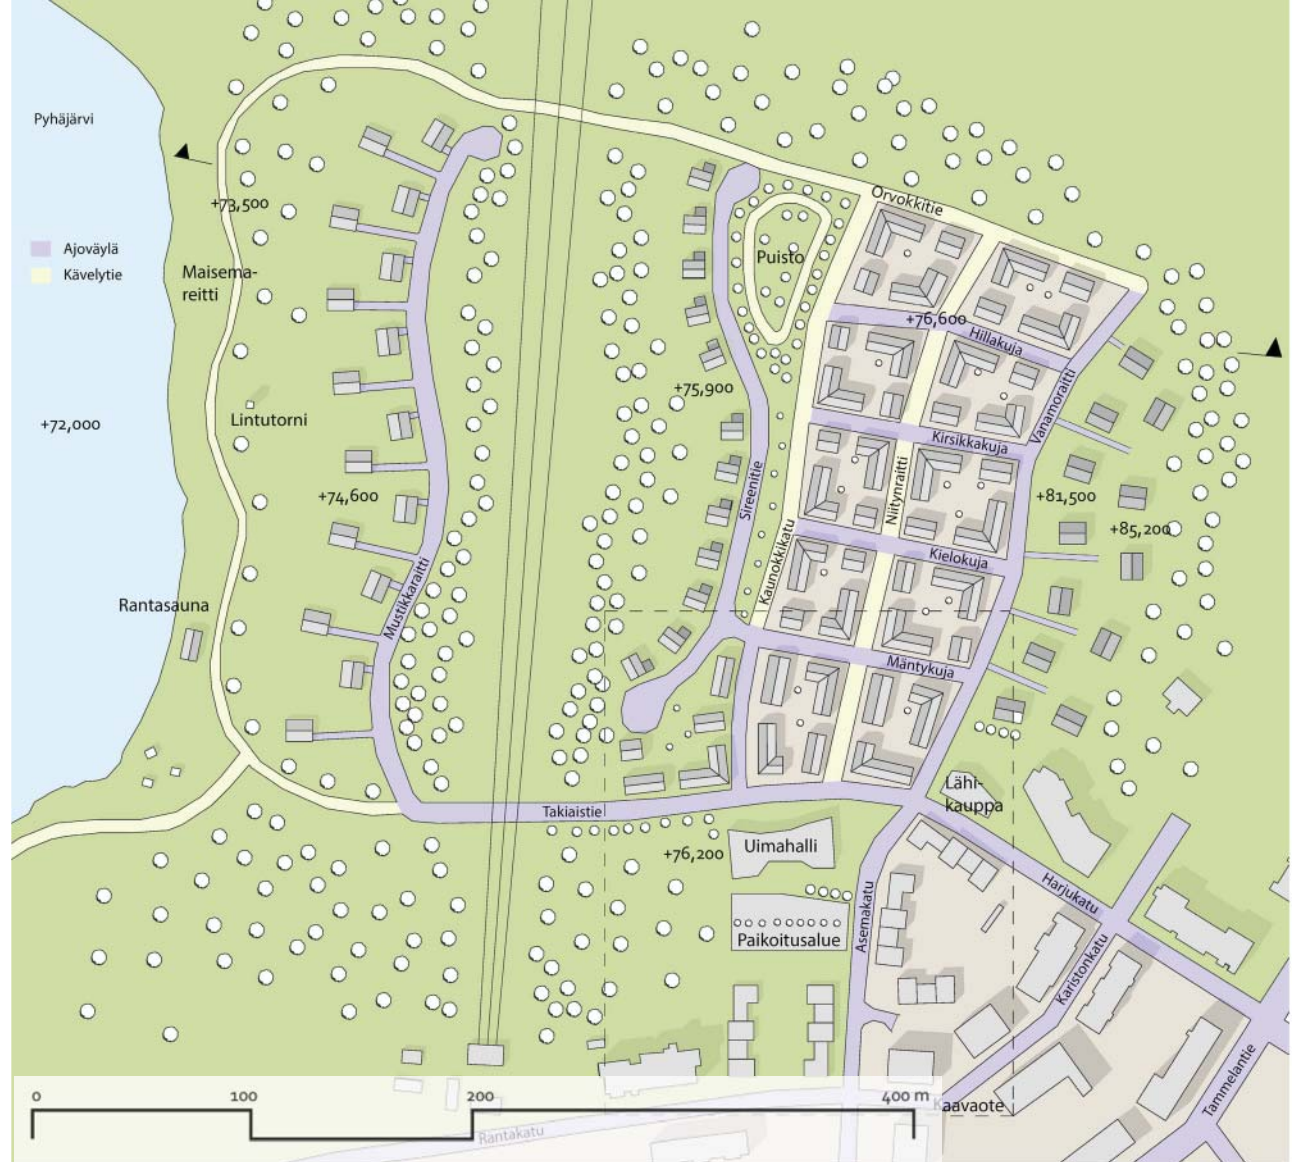 Pyhäjärvi
+73,500
Orvokkitie
Ajoväylä
Kävelytie
Maisema-
reitti
Puisto
+76,600
Hillakuja
+75,900
Vanamoraitti
+72,000
Lintutorni
Kirsikkakuja
Niitynraitti
Sireenitie
+74,600
+81,500
+85,200
Kaunokkikatu
Kielokuja
Rantasauna
Mustikkaraitti
Mäntykuja
Lähi-
kauppa
Takiaistie
+76,200
Uimahalli
Harjukatu
Asemakatu
Paikoitusalue
Karistonkatu
Tammelantie
Kaavaote
0 100 200 400 m
Rantakatu